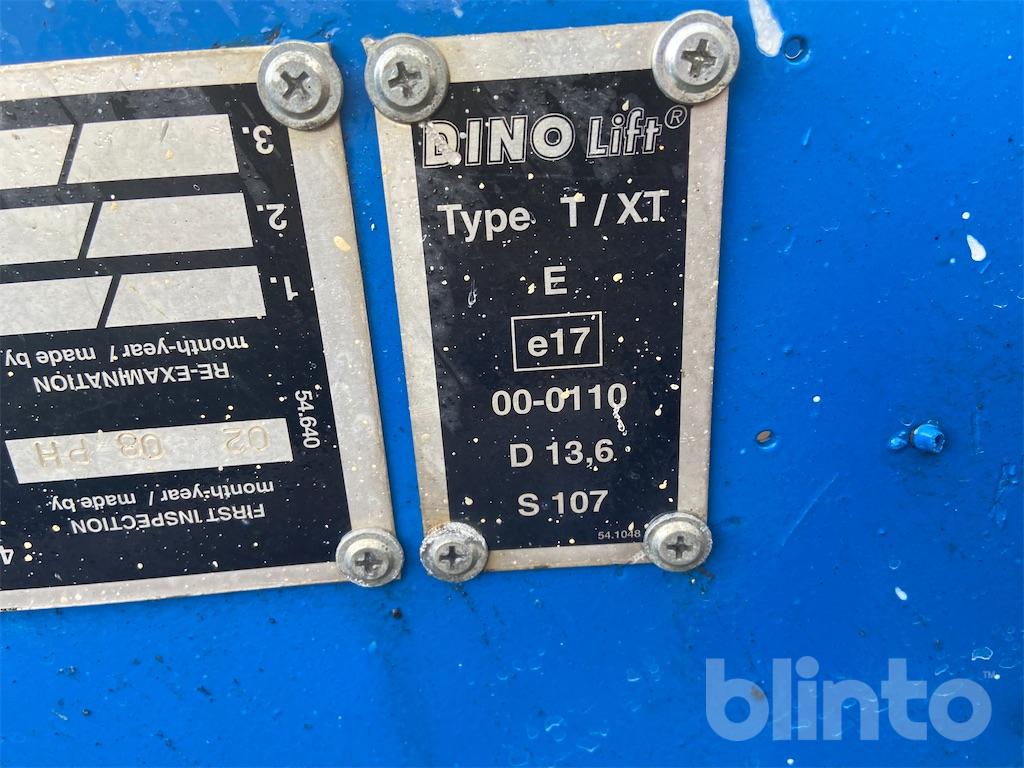 DINO Lift®
Type T/XT
E
e17
00-0110
D 13,6
S 107
54.1048
FIRST INSPECTION
month-year / made by
02 08 PH
54.640
RE-EXAMINATION
month-year / made by
1.
2.
3.
4
blinto™